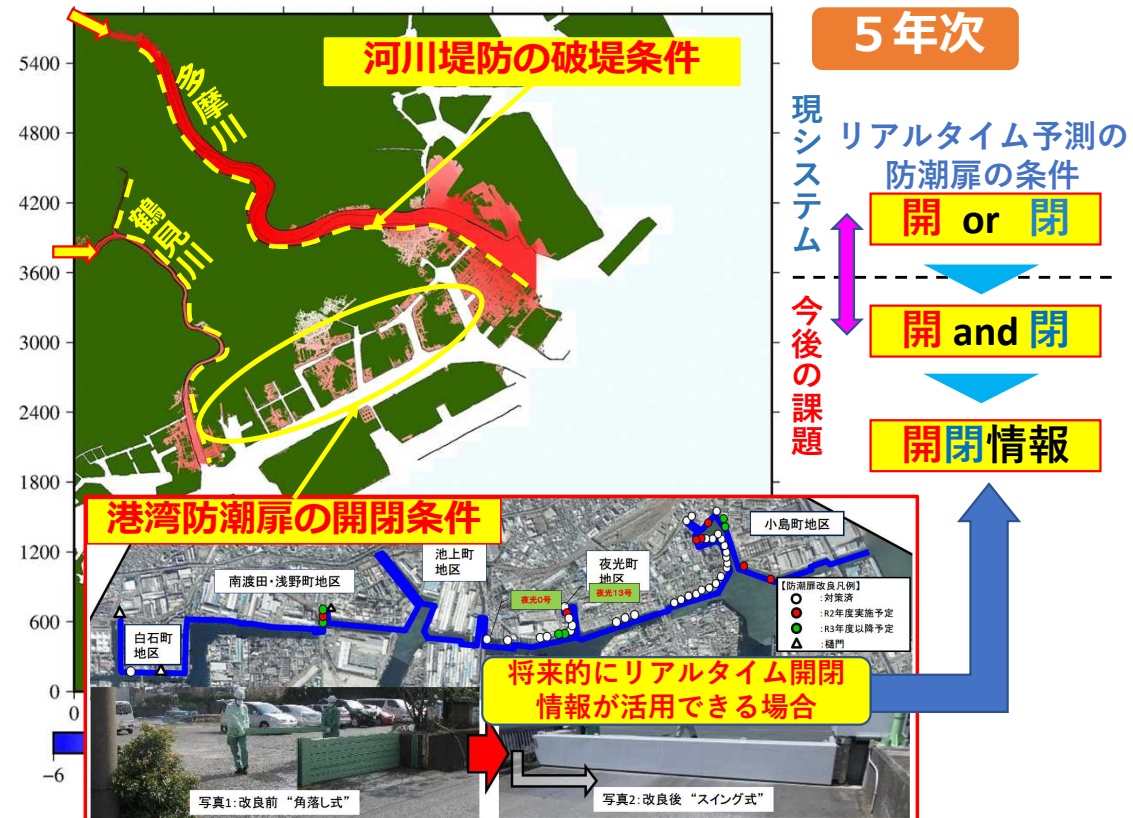 ５年次
河川堤防の破堤条件
多摩川
鶴見川
5400
4800
4200
3600
3000
2400
1800
1200
600
0
0
-6
現システム
今後の課題
リアルタイム予測の
防潮扉の条件
開 or 閉
開 and 閉
開閉情報
港湾防潮扉の開閉条件
白石町
地区
南渡田・浅野町地区
池上町
地区
夜光町
地区
小島町地区
夜光0号
夜光13号
【防潮扉改良凡例】
：対策済
：R2年度実施予定
：R3年度以降予定
：樋門
将来的にリアルタイム開閉
情報が活用できる場合
写真1：改良前 “角落し式”
写真2：改良後 “スイング式”